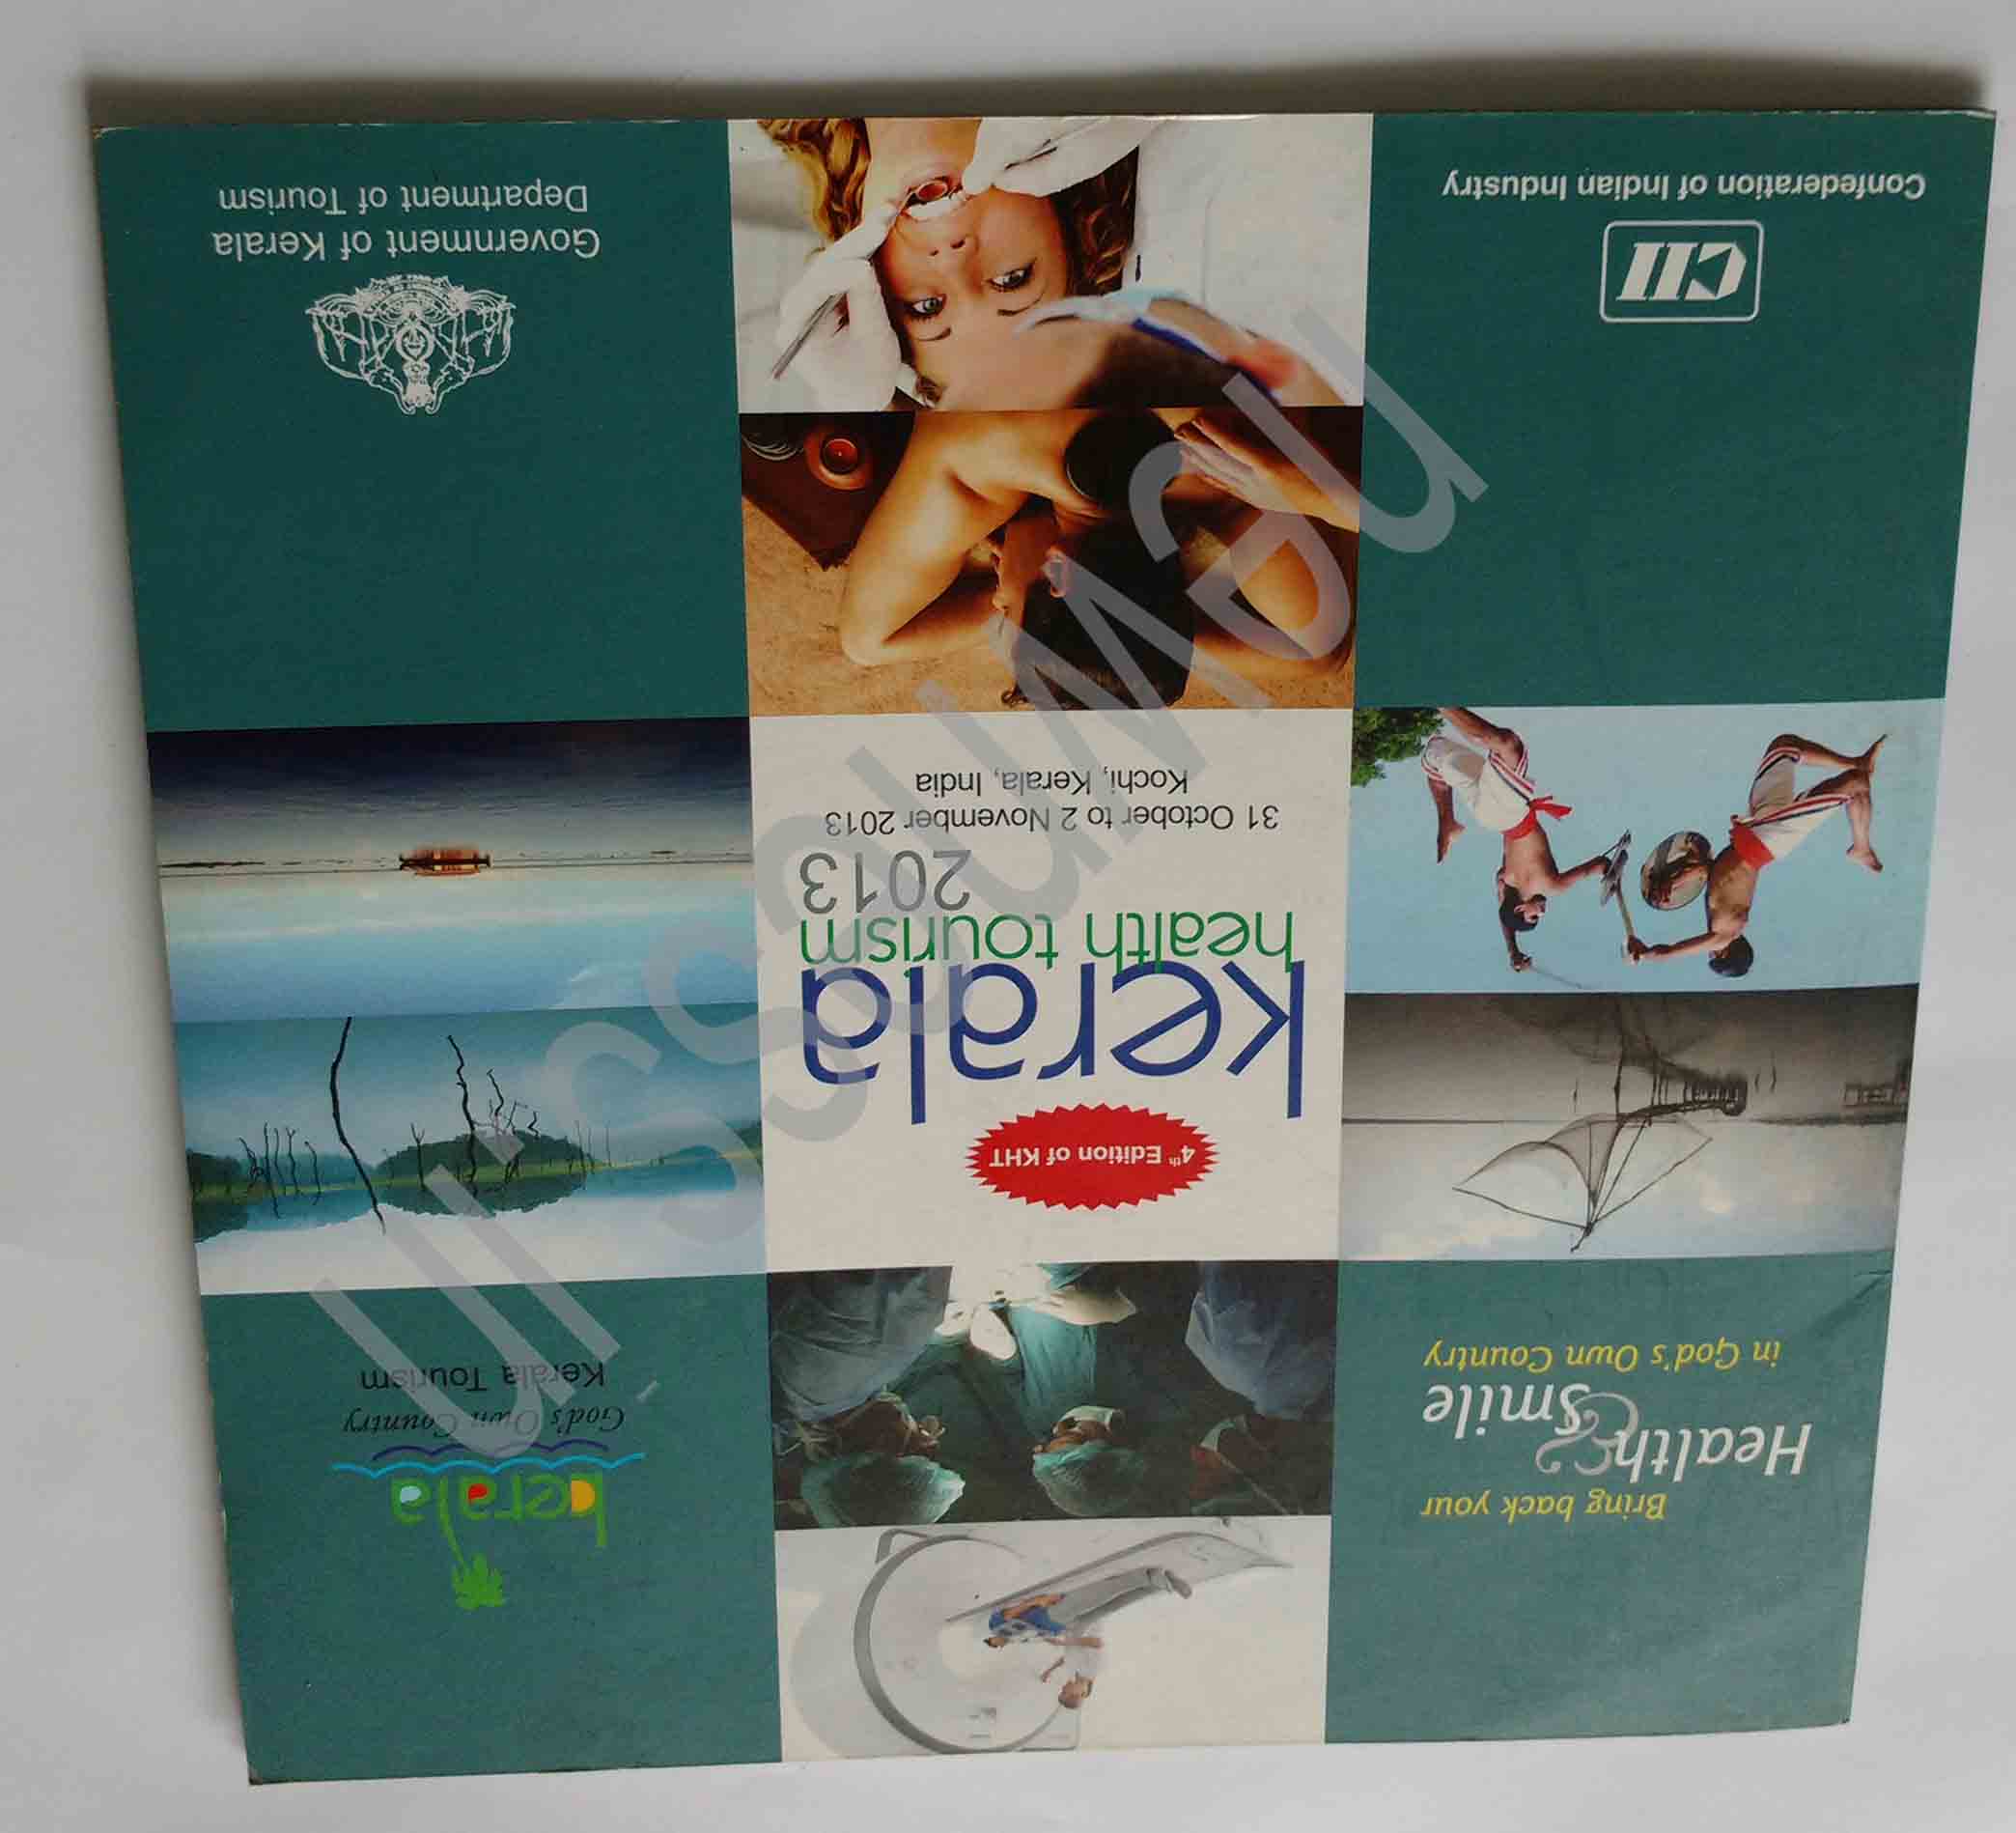 Bring back your
Health
&
Smile
in God's Own Country
kerala
God's Own Country
Kerala Tourism
4th Edition of KHT
kerala
health tourism
2013
31 October to 2 November 2013
Kochi, Kerala, India
CII
Confederation of Indian Industry
Government of Kerala
Department of Tourism